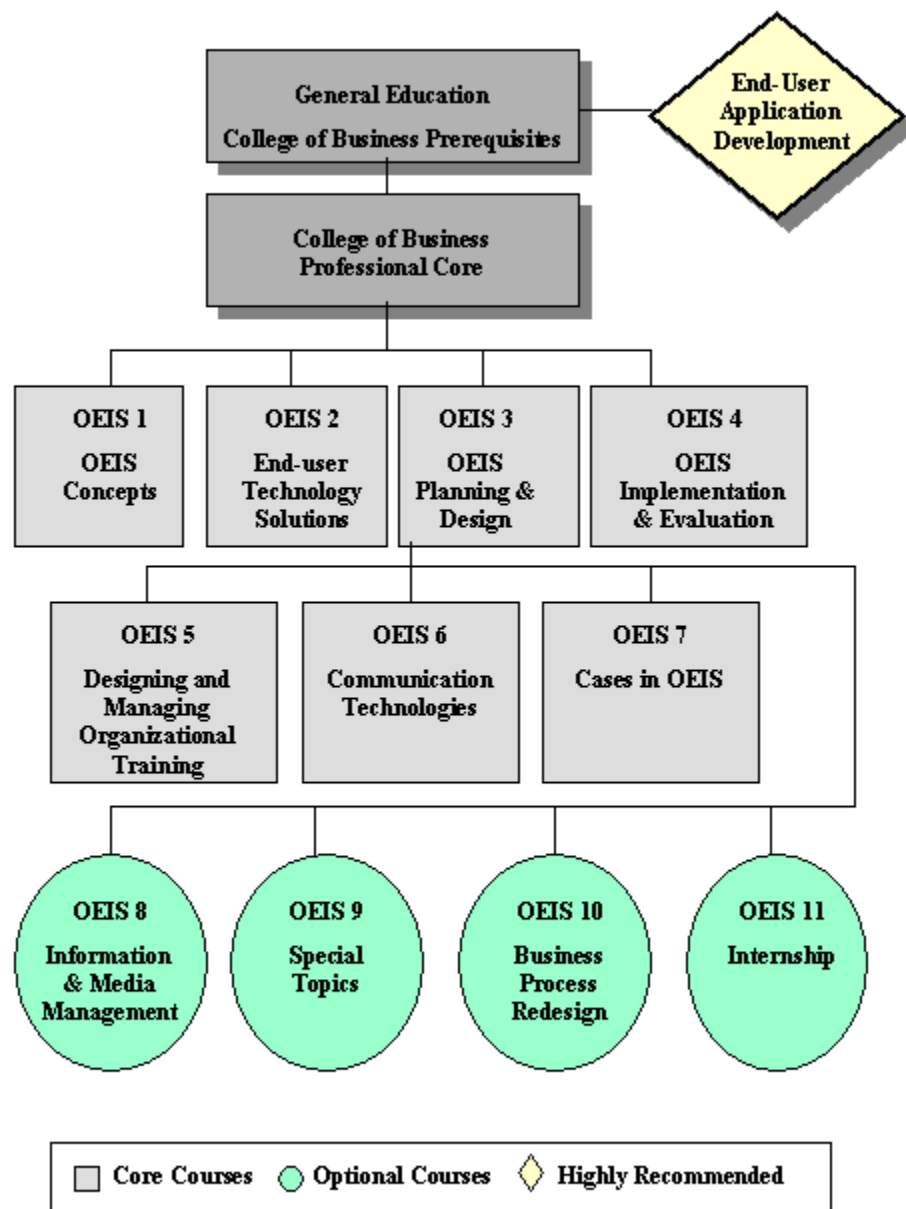 General Education
College of Business Prerequisites
End-User
Application
Development
College of Business
Professional Core
OEIS 1
OEIS
Concepts
OEIS 2
End-user
Technology
Solutions
OEIS 3
OEIS
Planning &
Design
OEIS 4
OEIS
Implementation
& Evaluation
OEIS 5
Designing and
Managing
Organizational
Training
OEIS 6
Communication
Technologies
OEIS 7
Cases in OEIS
OEIS 8
Information
& Media
Management
OEIS 9
Special
Topics
OEIS 10
Business
Process
Redesign
OEIS 11
Internship
Core Courses
Optional Courses
Highly Recommended